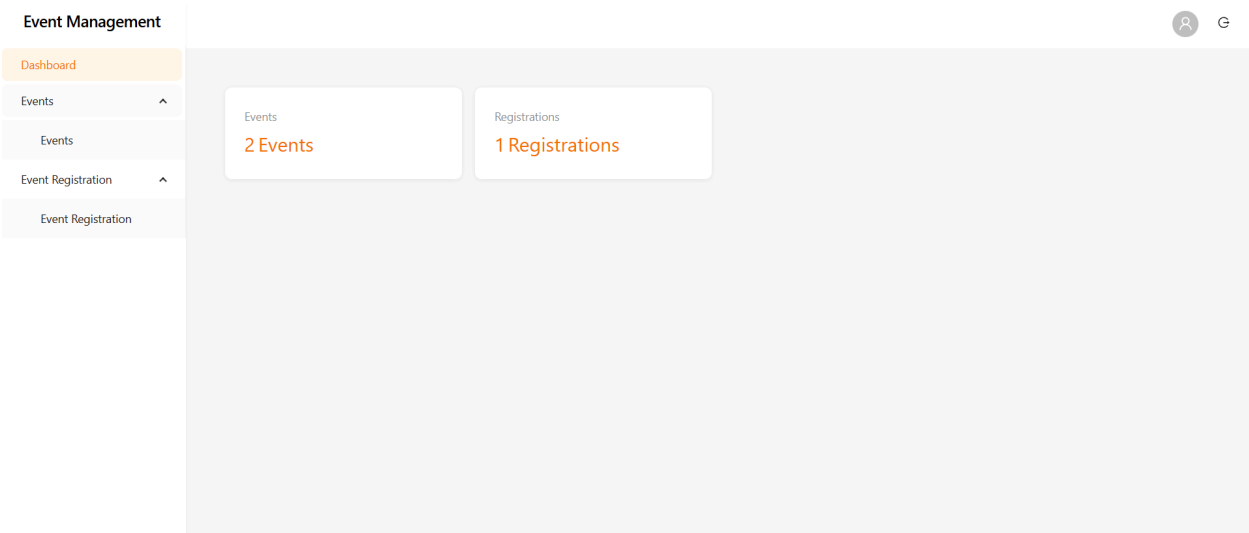 Event Management
Dashboard
Events
Events
Event Registration
Event Registration
Events
2 Events
Registrations
1 Registrations